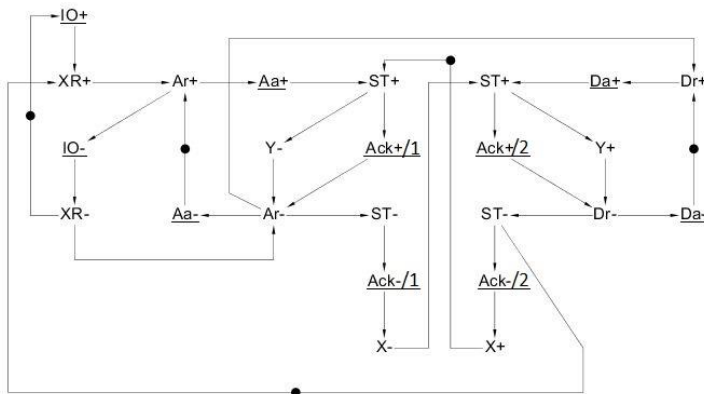 IO+
XR+ Ar+ Aa+ ST+ ST+ Da+ Dr+
IO- Y- Ack+/1 Ack+/2 Y+
XR- Aa- Ar- ST- ST- Dr- Da-
Ack-/1 Ack-/2
X- X+